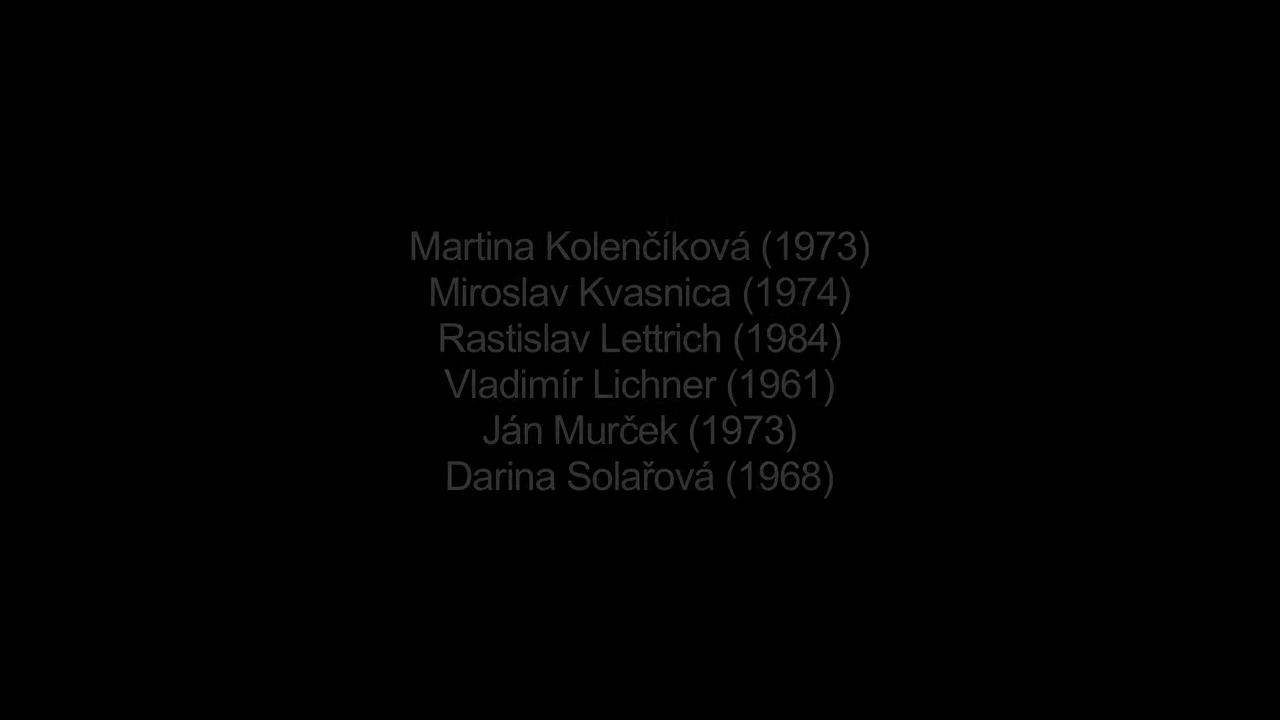 Martina Kolenčíková (1973)
Miroslav Kvasnica (1974)
Rastislav Lettrich (1984)
Vladimír Lichner (1961)
Ján Murček (1973)
Darina Solařová (1968)